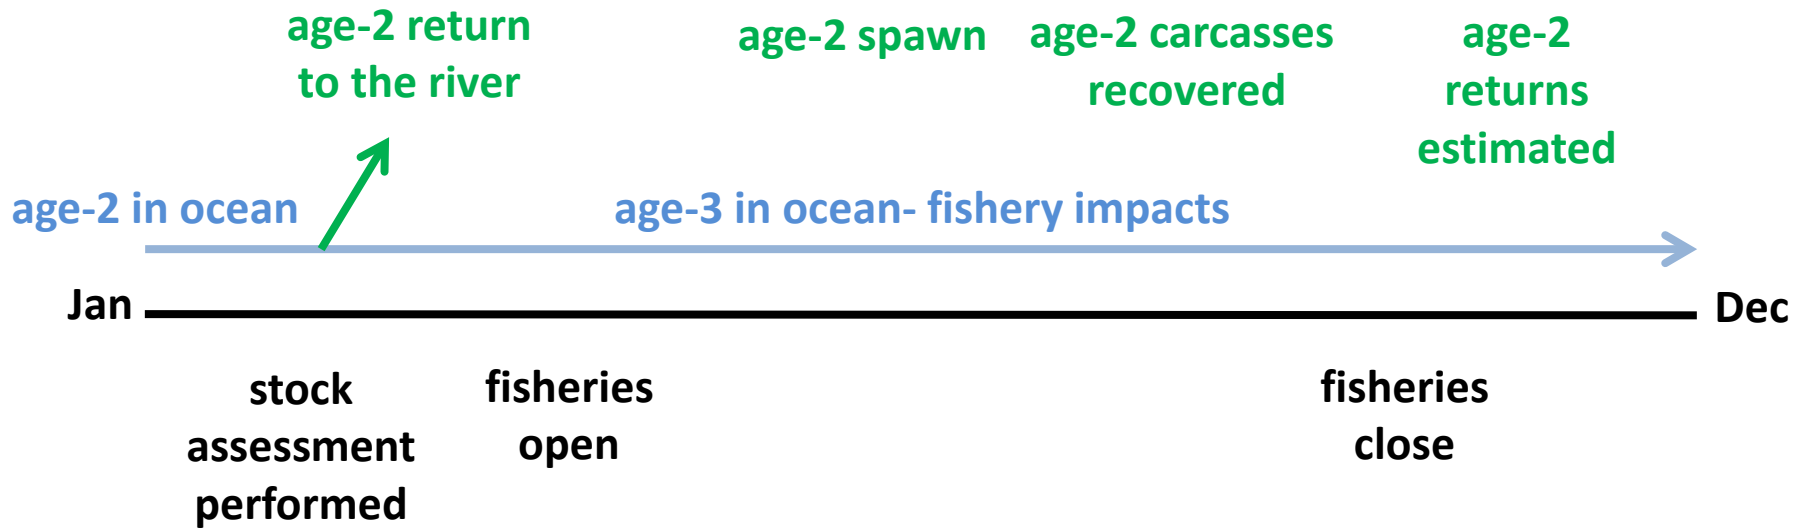 age-2 return
to the river
age-2 spawn
age-2 carcasses
recovered
age-2
returns
estimated
age-2 in ocean
age-3 in ocean- fishery impacts
Jan
Dec
stock
assessment
performed
fisheries
open
fisheries
close